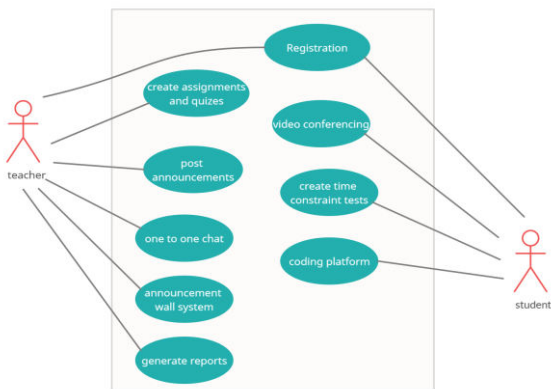 Registration
create assignments
and quizes
video conferencing
teacher
post
announcements
create time
constraint tests
one to one chat
coding platform
announcement
wall system
student
generate reports